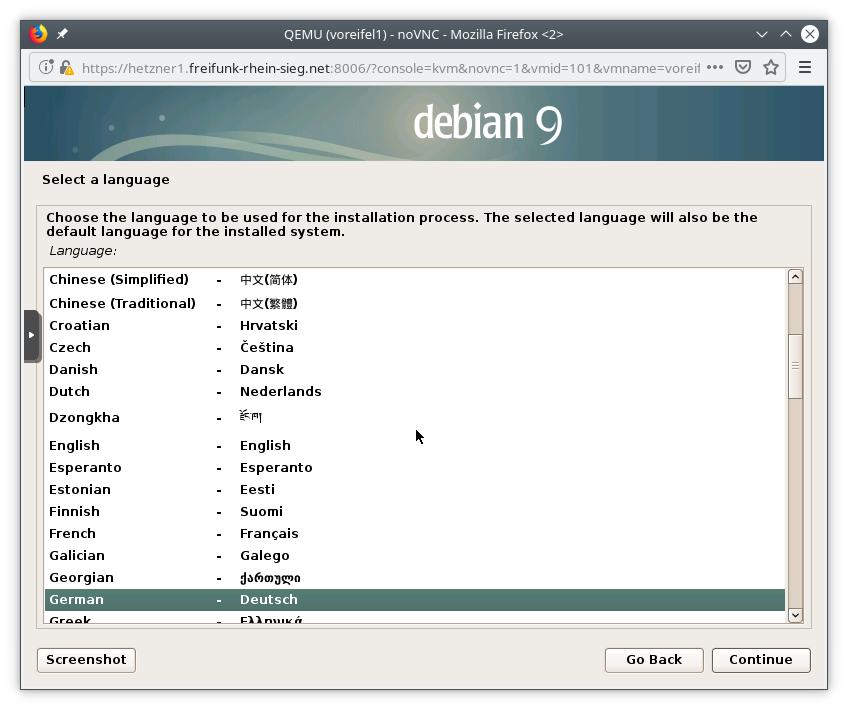 QEMU (voreifel1) - noVNC - Mozilla Firefox <2>
https://hetzner1.freifunk-rhein-sieg.net:8006/?console=kvm&novnc=1&vmid=101&vmname=voreif
debian 9
Select a language
Choose the language to be used for the installation process. The selected language will also be the
default language for the installed system.
Language:
Chinese (Simplified) - 中文(简体)
Chinese (Traditional) - 中文(繁體)
Croatian - Hrvatski
Czech - Čeština
Danish - Dansk
Dutch - Nederlands
Dzongkha - རྫོང་ཁ།
English - English
Esperanto - Esperanto
Estonian - Eesti
Finnish - Suomi
French - Français
Galician - Galego
Georgian - ქართული
German - Deutsch
Greek - Ελληνικά
Screenshot Go Back Continue